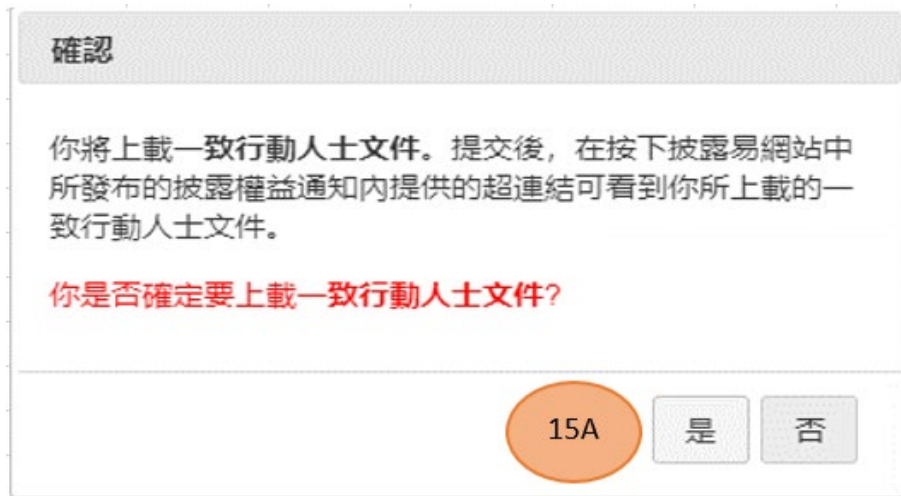 確認
你將上載一致行動人士文件。提交後，在按下披露易網站中
所發布的披露權益通知內提供的超連結可看到你所上載的一
致行動人士文件。
你是否確定要上載一致行動人士文件?
15A 是 否